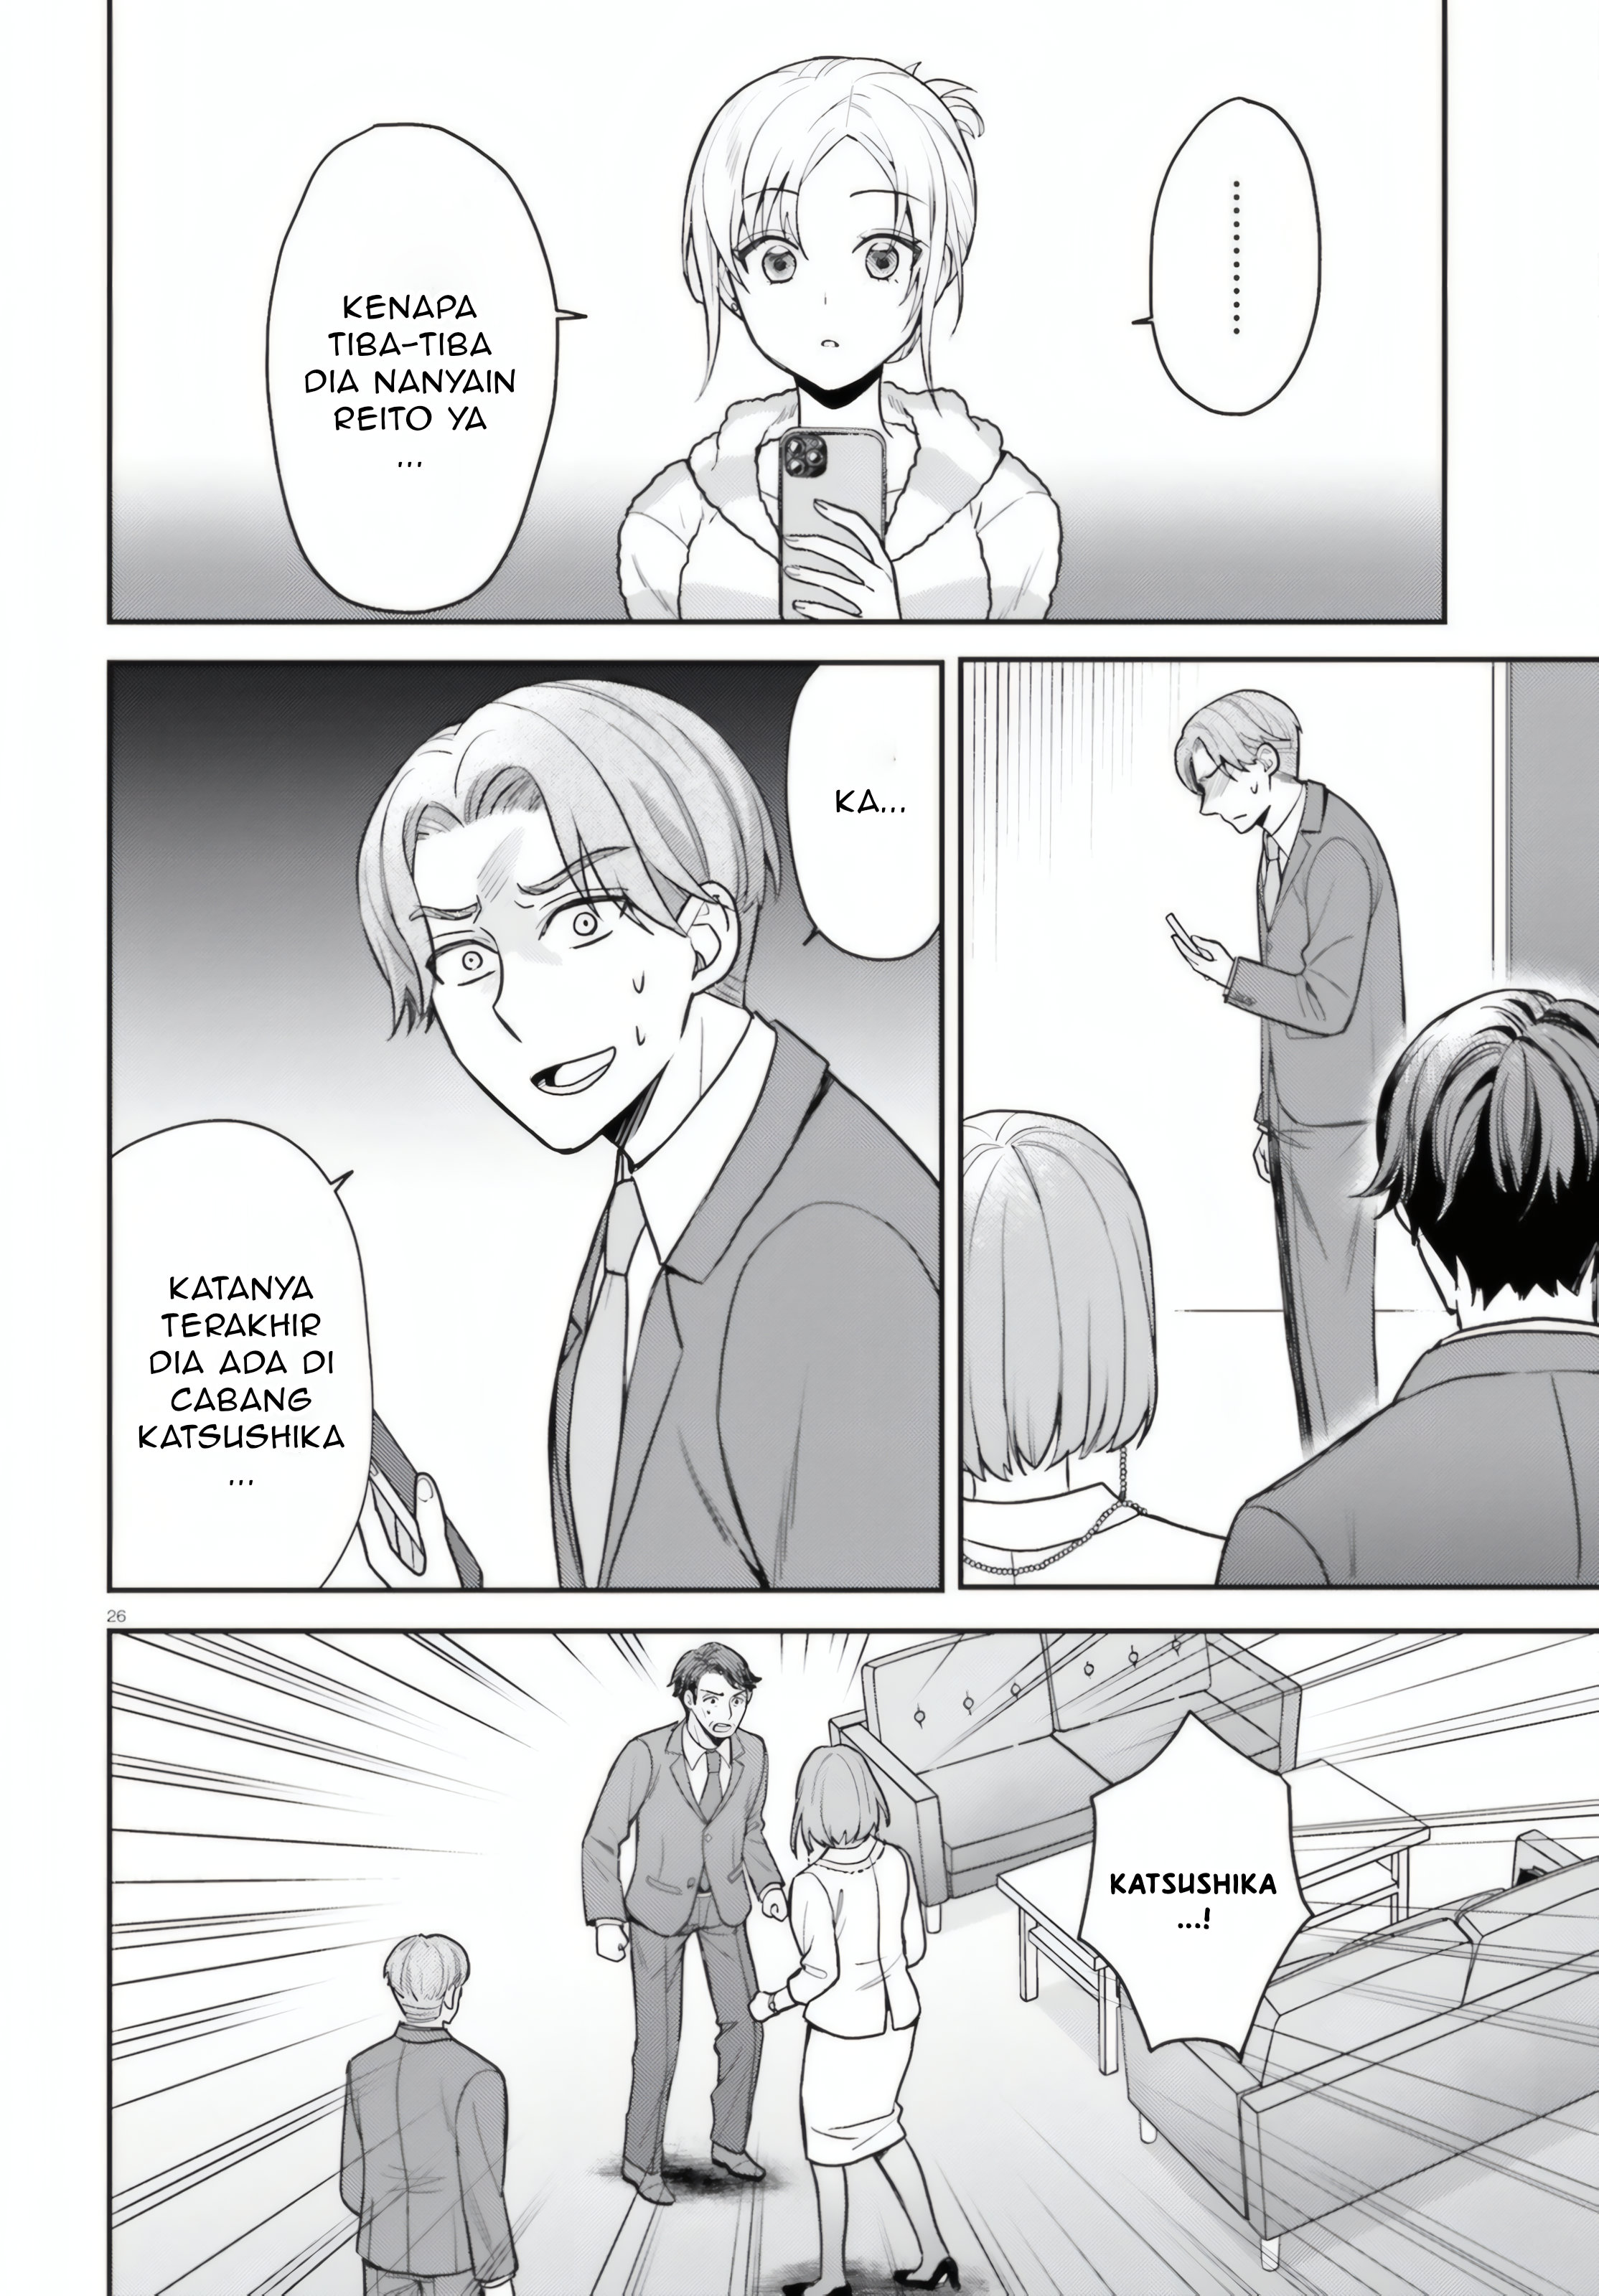 ..........
KENAPA
TIBA-TIBA
DIA NANYAIN
REITO YA
...
KA...
KATANYA
TERAKHIR
DIA ADA DI
CABANG
KATSUSHIKA
...
26
KATSUSHIKA
...!